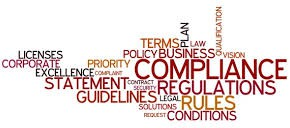 QUALIFICATION
PLAN
TERMS LAW
LICENSES POLICY BUSINESS VISION
CORPORATE PRIORITY COMPLIANCE
EXCELLENCE COMPLAINT
STATEMENT CONTRACT SECURITY REGULATIONS
GUIDELINES LEGAL RULES
SOLUTIONS
REQUEST CONDITIONS